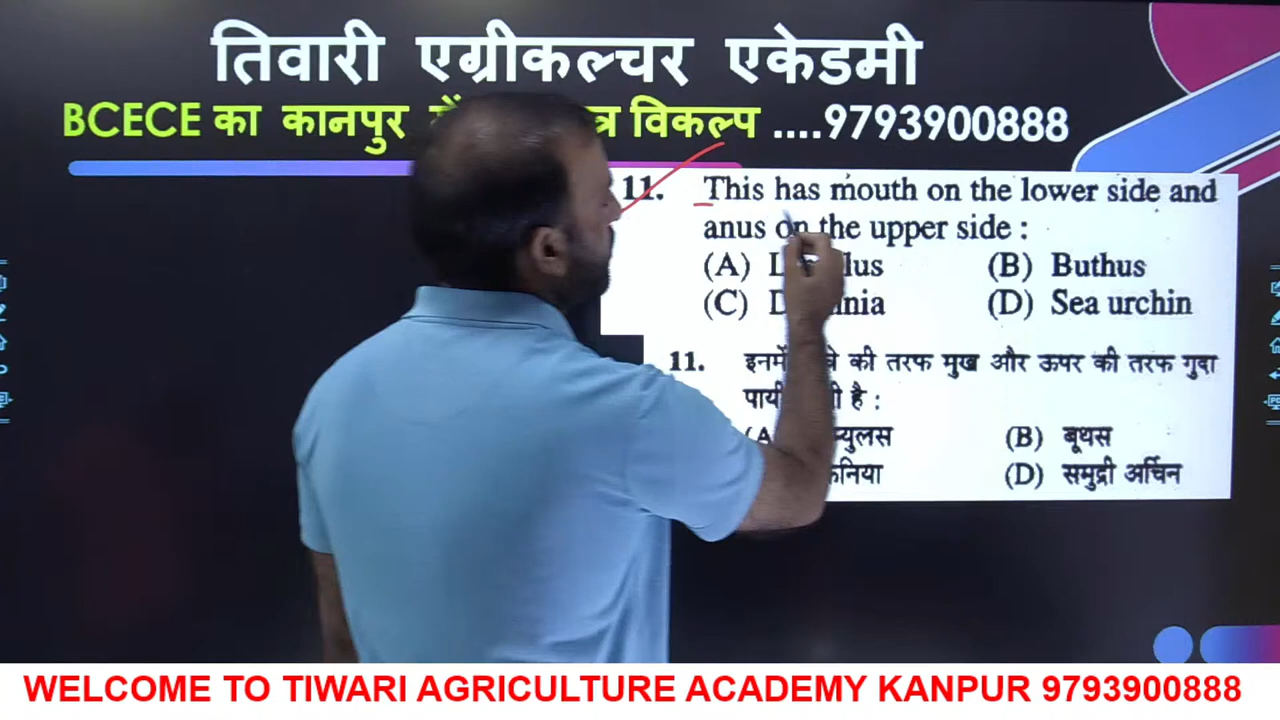 तिवारी एग्रीकल्चर एकेडमी
BCECE का कानपुर विकल्प ....9793900888
11. This has mouth on the lower side and
anus on the upper side :
(A) (B) Buthus
(C) (D) Sea urchin
11. की तरफ मुख और ऊपर की तरफ गुदा
है :
(B) बूथस
(D) समुद्री अर्चिन
WELCOME TO TIWARI AGRICULTURE ACADEMY KANPUR 9793900888